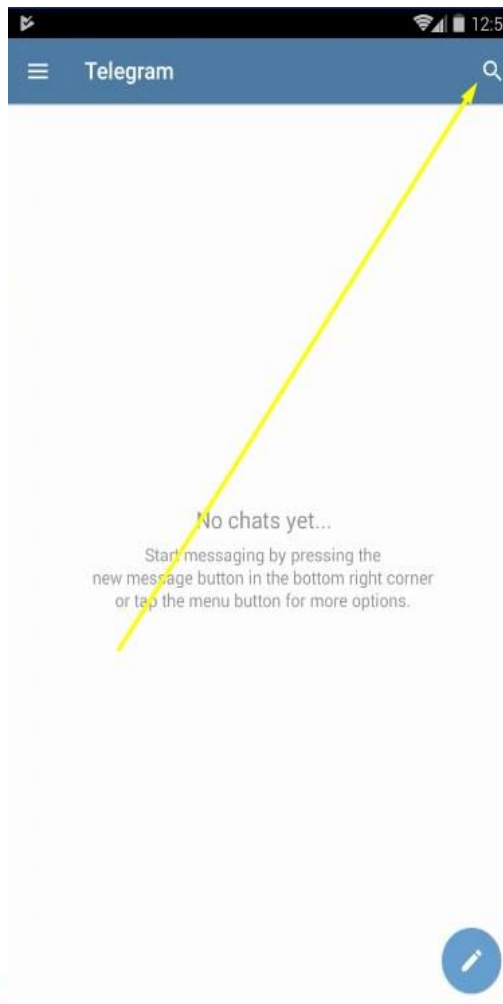 12:5
Telegram
No chats yet...
Start messaging by pressing the
new message button in the bottom right corner
or tap the menu button for more options.